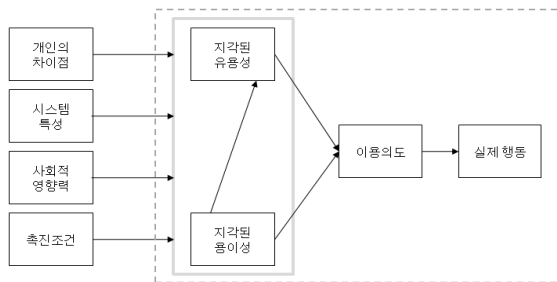 개인의
차이점
시스템
특성
사회적
영향력
촉진조건
지각된
유용성
지각된
용이성
이용의도
실제 행동